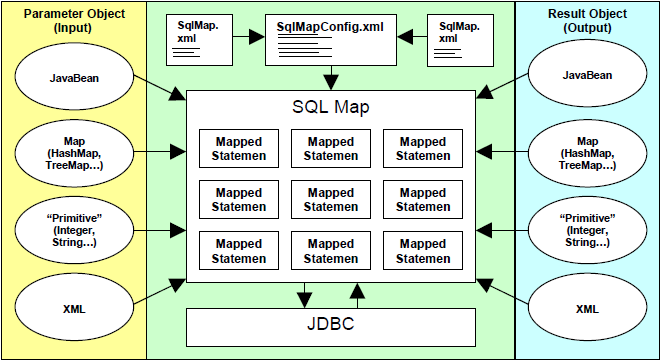 Parameter Object
(Input)
JavaBean
Map
(HashMap,
TreeMap...)
“Primitive”
(Integer,
String...)
XML
SqlMap.
xml
SqlMapConfig.xml
SqlMap.
xml
SQL Map
Mapped
Statemen
Mapped
Statemen
Mapped
Statemen
Mapped
Statemen
Mapped
Statemen
Mapped
Statemen
Mapped
Statemen
Mapped
Statemen
Mapped
Statemen
JDBC
Result Object
(Output)
JavaBean
Map
(HashMap,
TreeMap...)
“Primitive”
(Integer,
String...)
XML